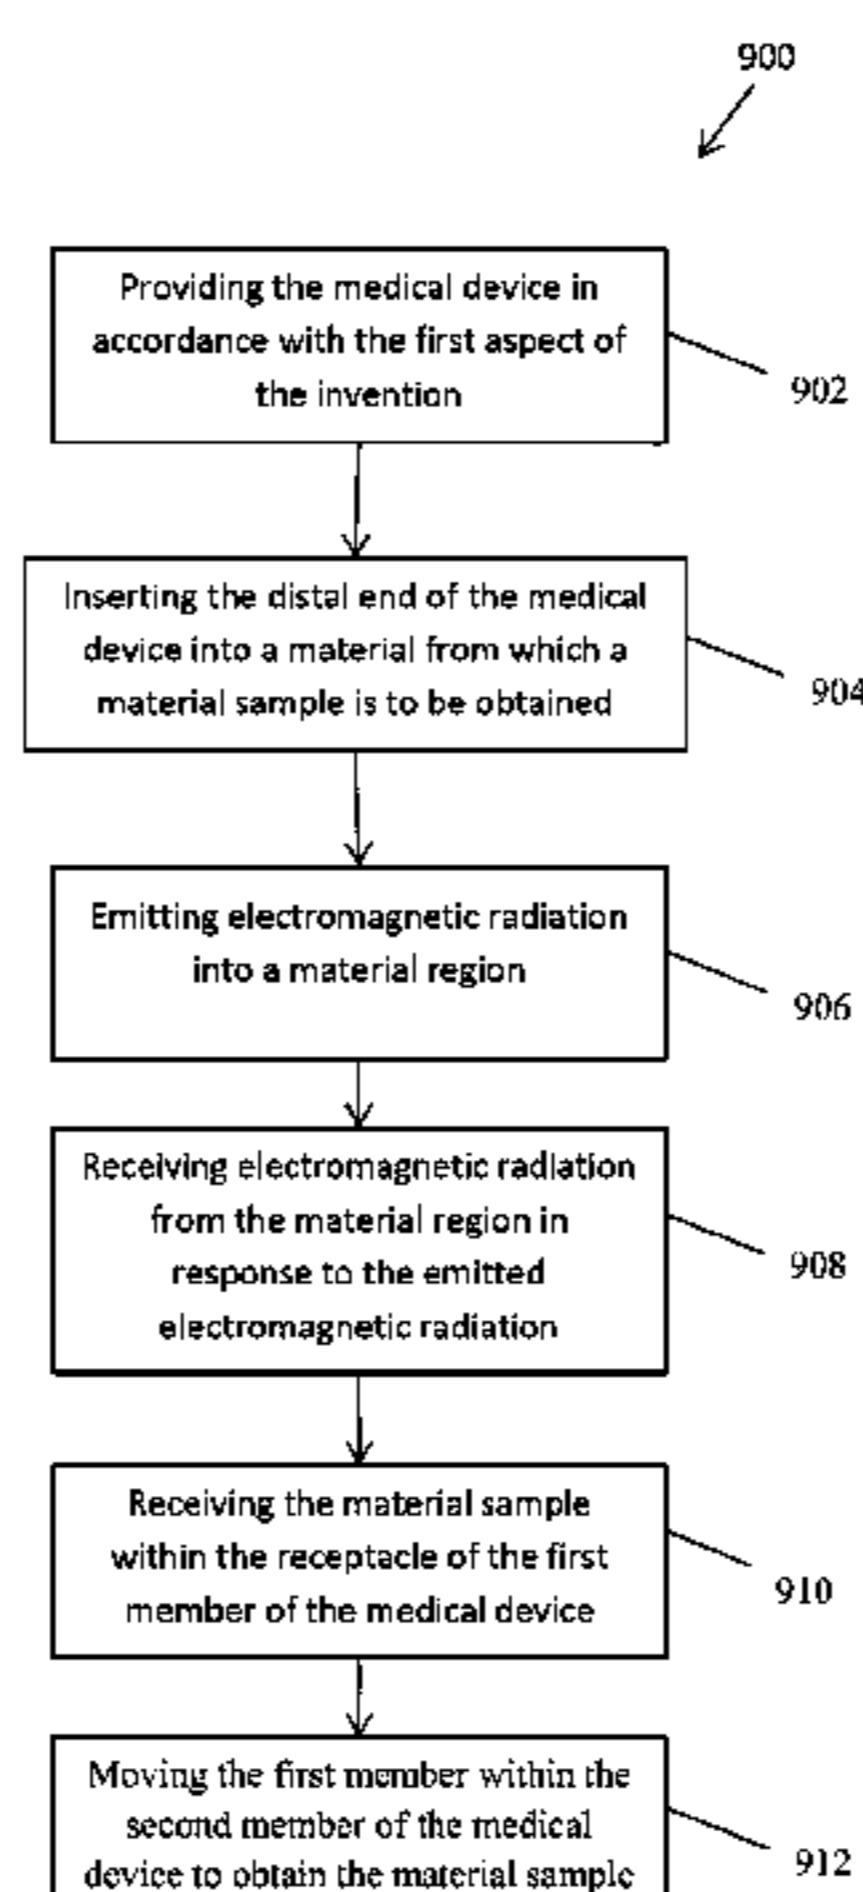 900
Providing the medical device in
accordance with the first aspect of
the invention
902
Inserting the distal end of the medical
device into a material from which a
material sample is to be obtained
904
Emitting electromagnetic radiation
into a material region
906
Receiving electromagnetic radiation
from the material region in
response to the emitted
electromagnetic radiation
908
Receiving the material sample
within the receptacle of the first
member of the medical device
910
Moving the first member within the
second member of the medical
device to obtain the material sample
912